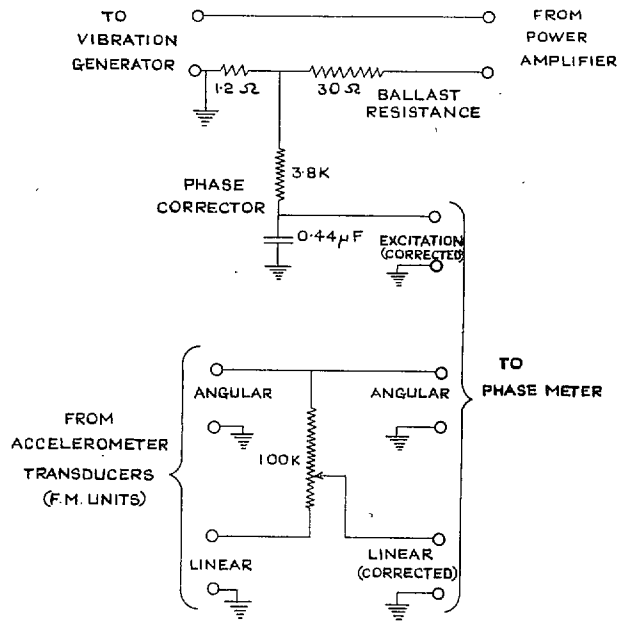 TO
VIBRATION
GENERATOR
FROM
POWER
AMPLIFIER
1.2 Ω
30 Ω
BALLAST
RESISTANCE
3.8K
PHASE
CORRECTOR
0.44μF
EXCITATION
(CORRECTED)
TO
PHASE METER
ANGULAR
ANGULAR
FROM
ACCELEROMETER
TRANSDUCERS
(F.M. UNITS)
100K
LINEAR
LINEAR
(CORRECTED)